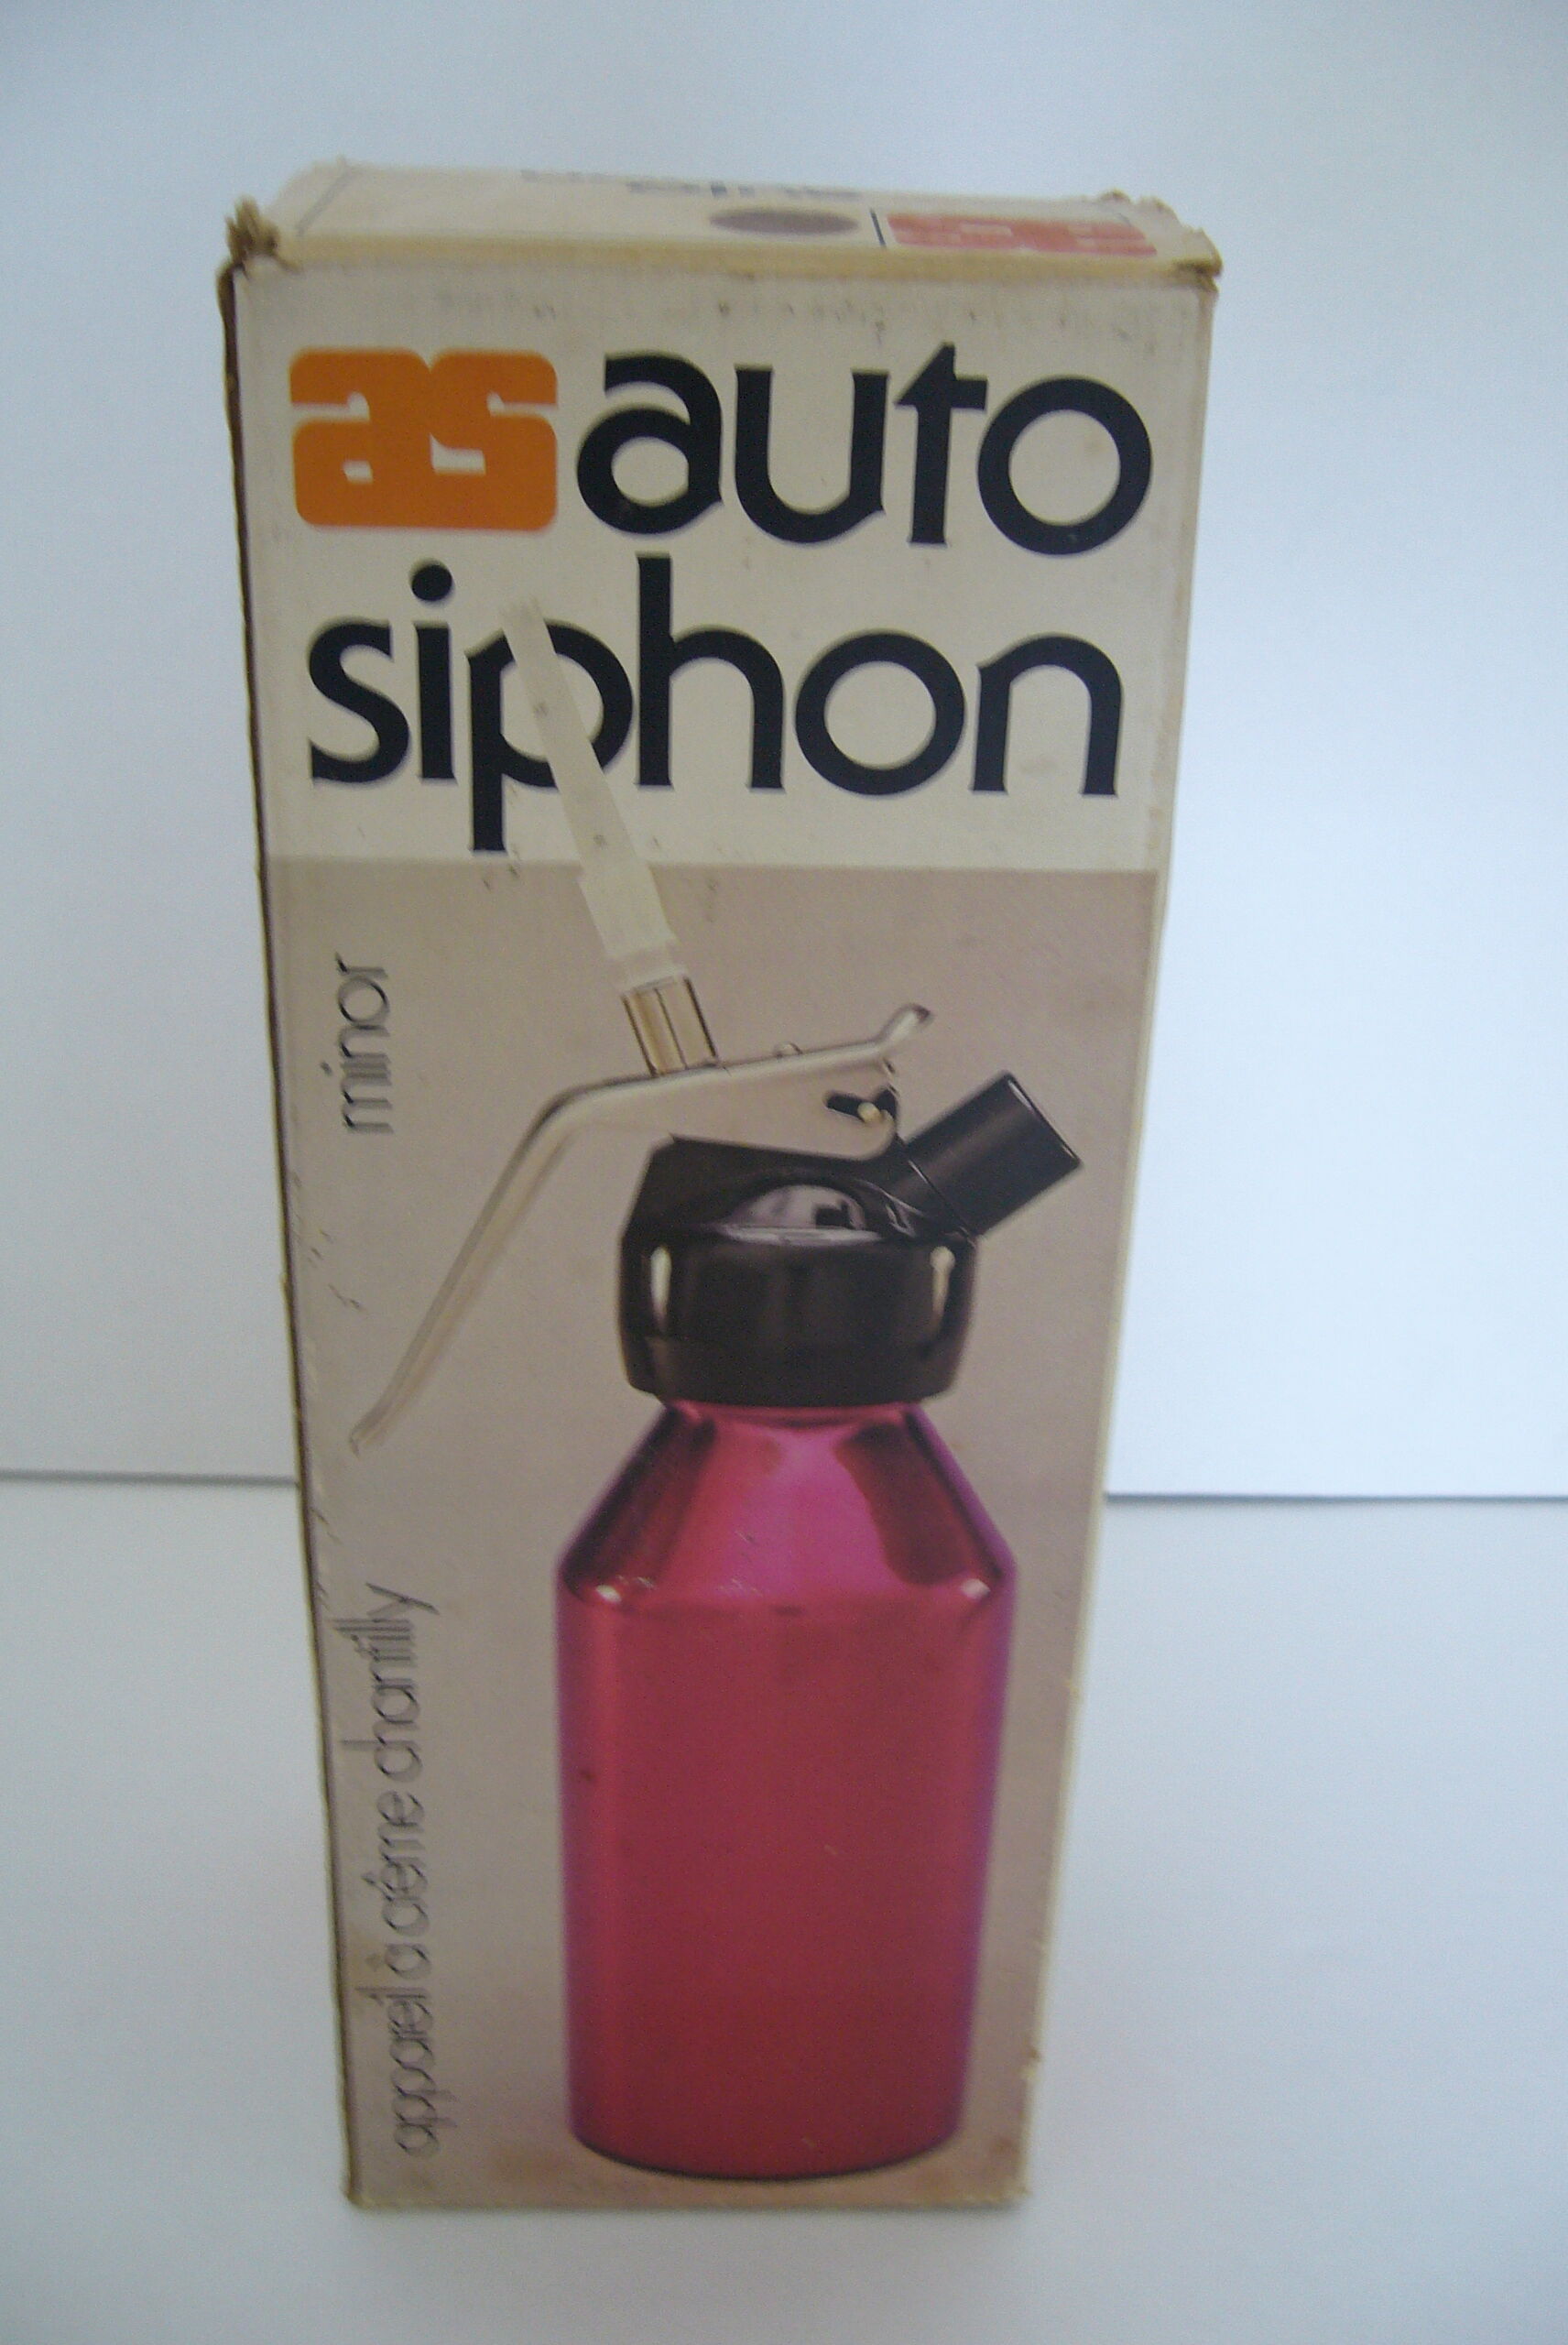 as auto
siphon
minor
appareil à crème chantilly